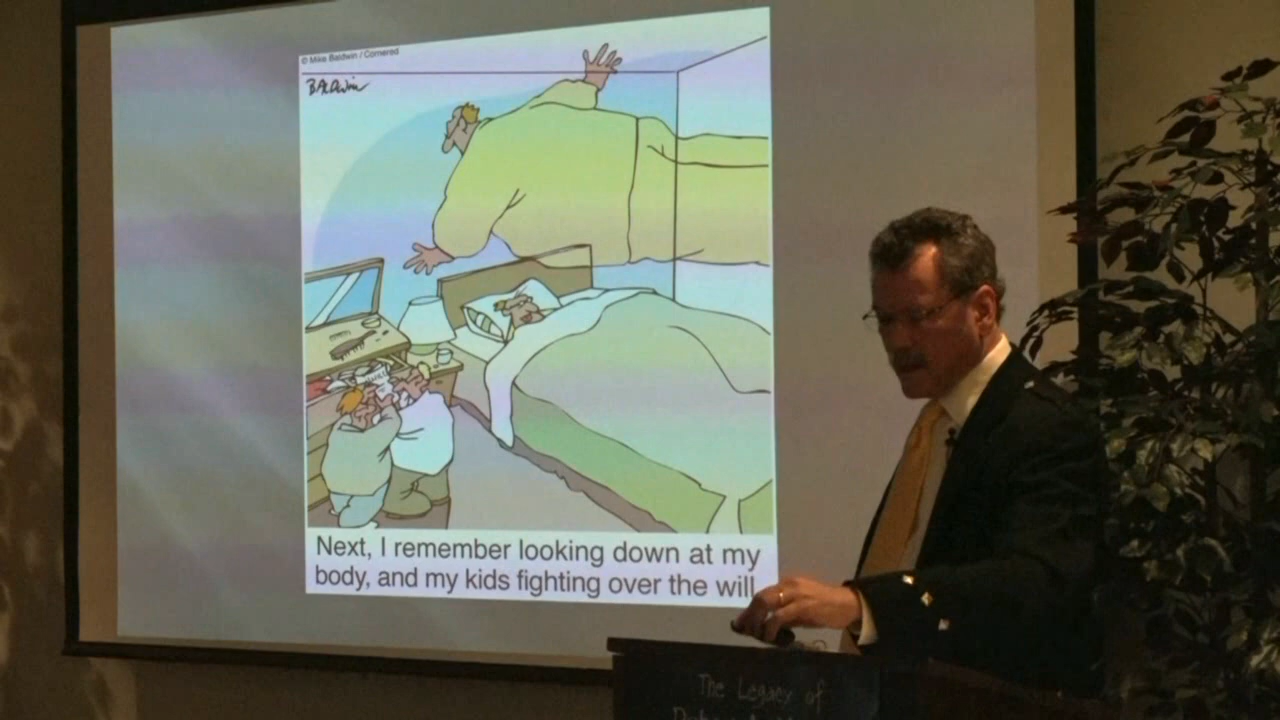 © Mike Baldwin / Cornered
BALDWIN
WILL
Next, I remember looking down at my
body, and my kids fighting over the will
The Legacy of